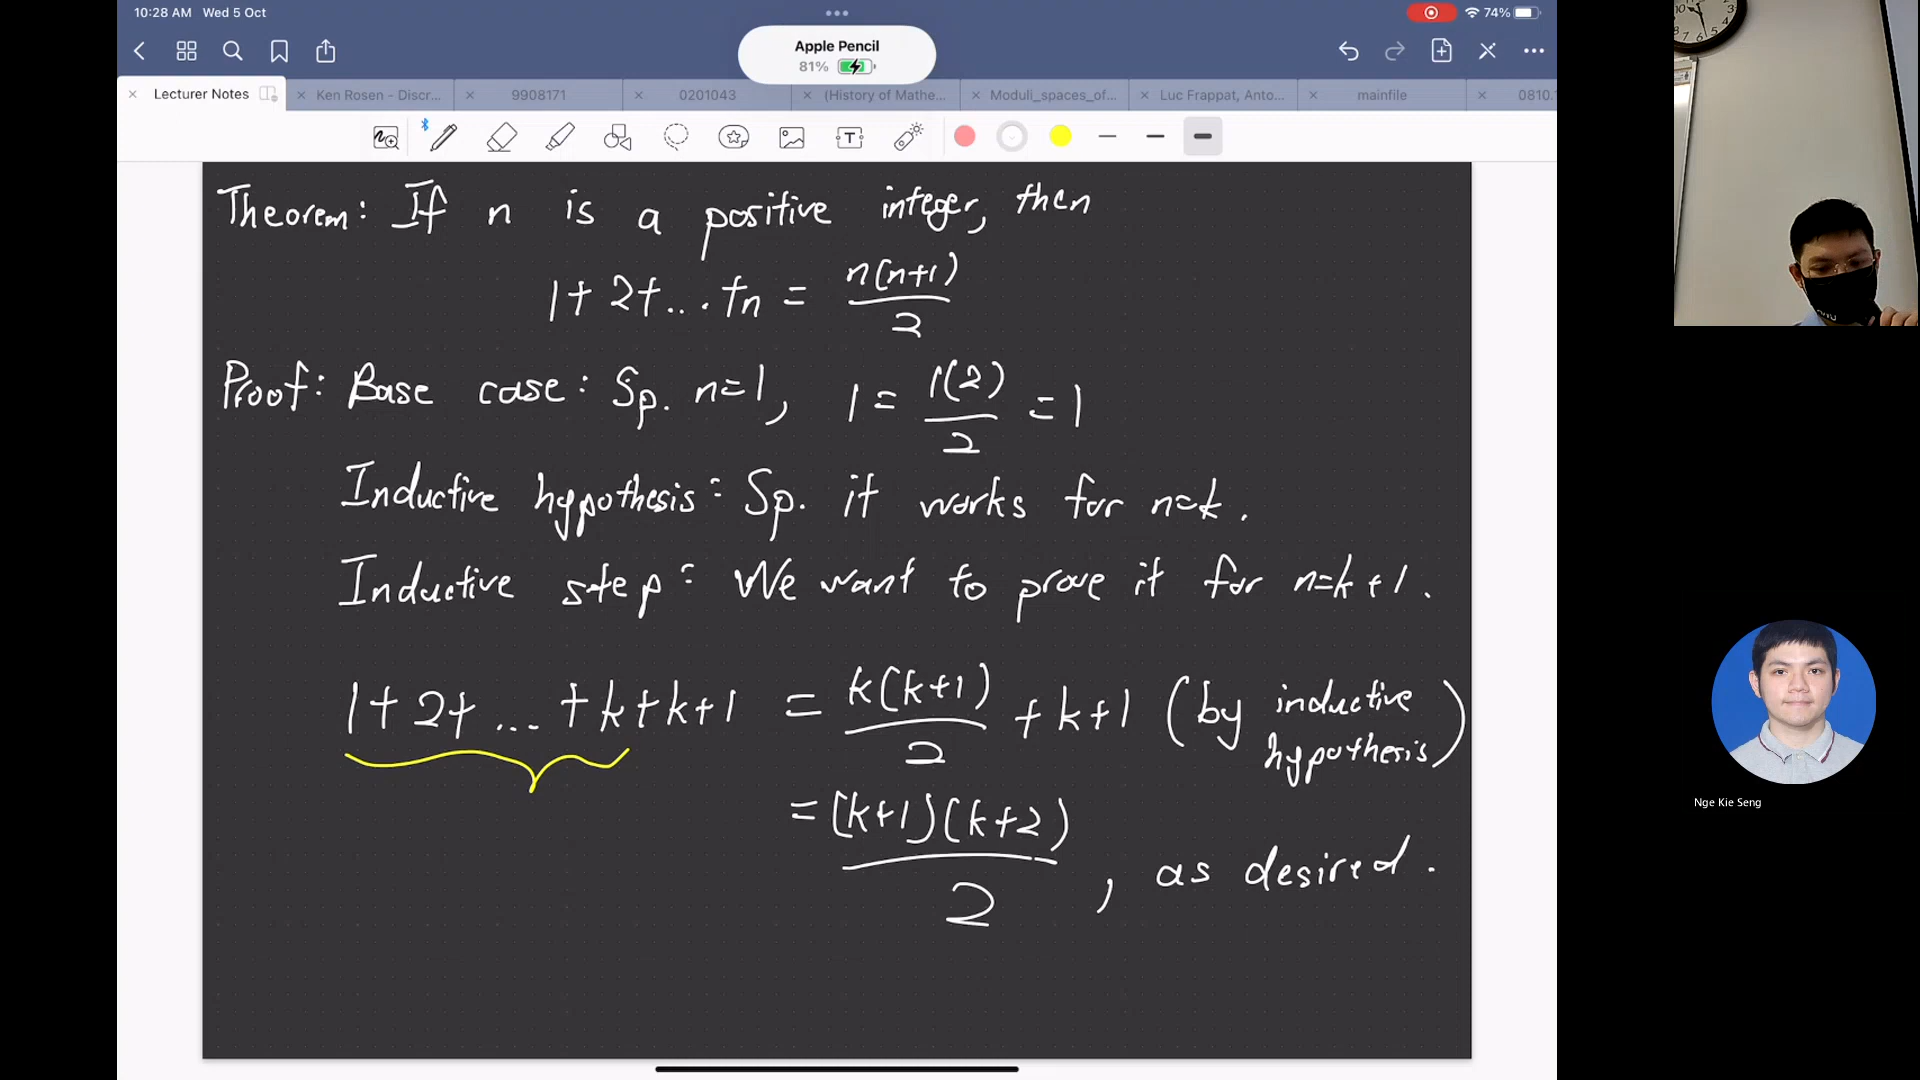 10:28 AM Wed 5 Oct
74%
Apple Pencil
81%
Lecturer Notes
Ken Rosen - Discr...
9908171
0201043
(History of Mathe...
Moduli_spaces_of...
Luc Frappat, Anto...
mainfile
0810.
Theorem: If n is a positive integer, then
1+2+...+n = n(n+1)/2
Proof: Base case: Sp. n=1, 1 = 1(2)/2 = 1
Inductive hypothesis: Sp. it works for n=k.
Inductive step: We want to prove it for n=k+1.
1+2+...+k+k+1 = k(k+1)/2 + k+1 (by inductive hypothesis)
= (k+1)(k+2)/2, as desired.
Nge Kie Seng